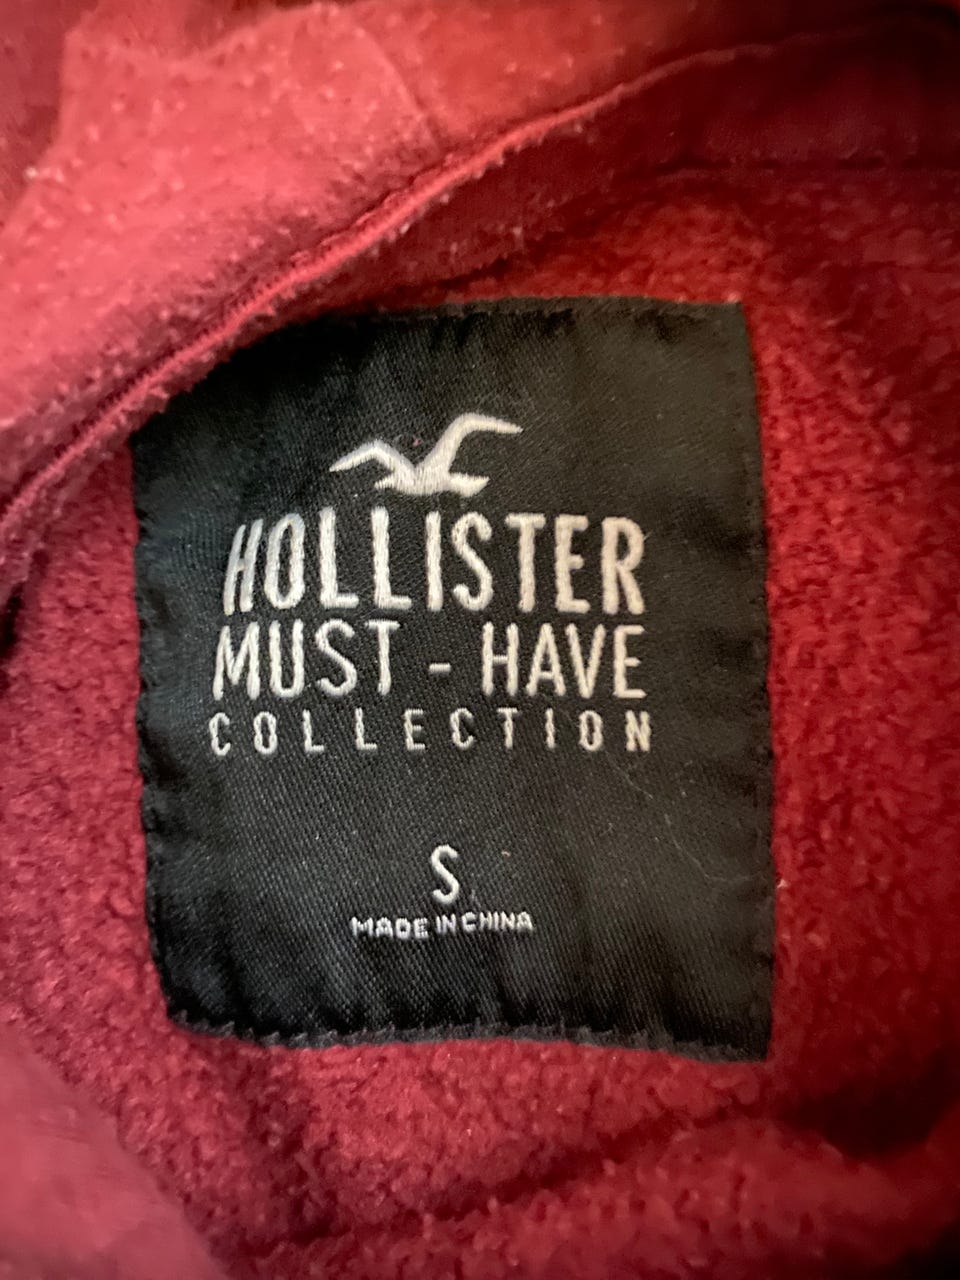 HOLLISTER
MUST - HAVE
COLLECTION
S
MADE IN CHINA